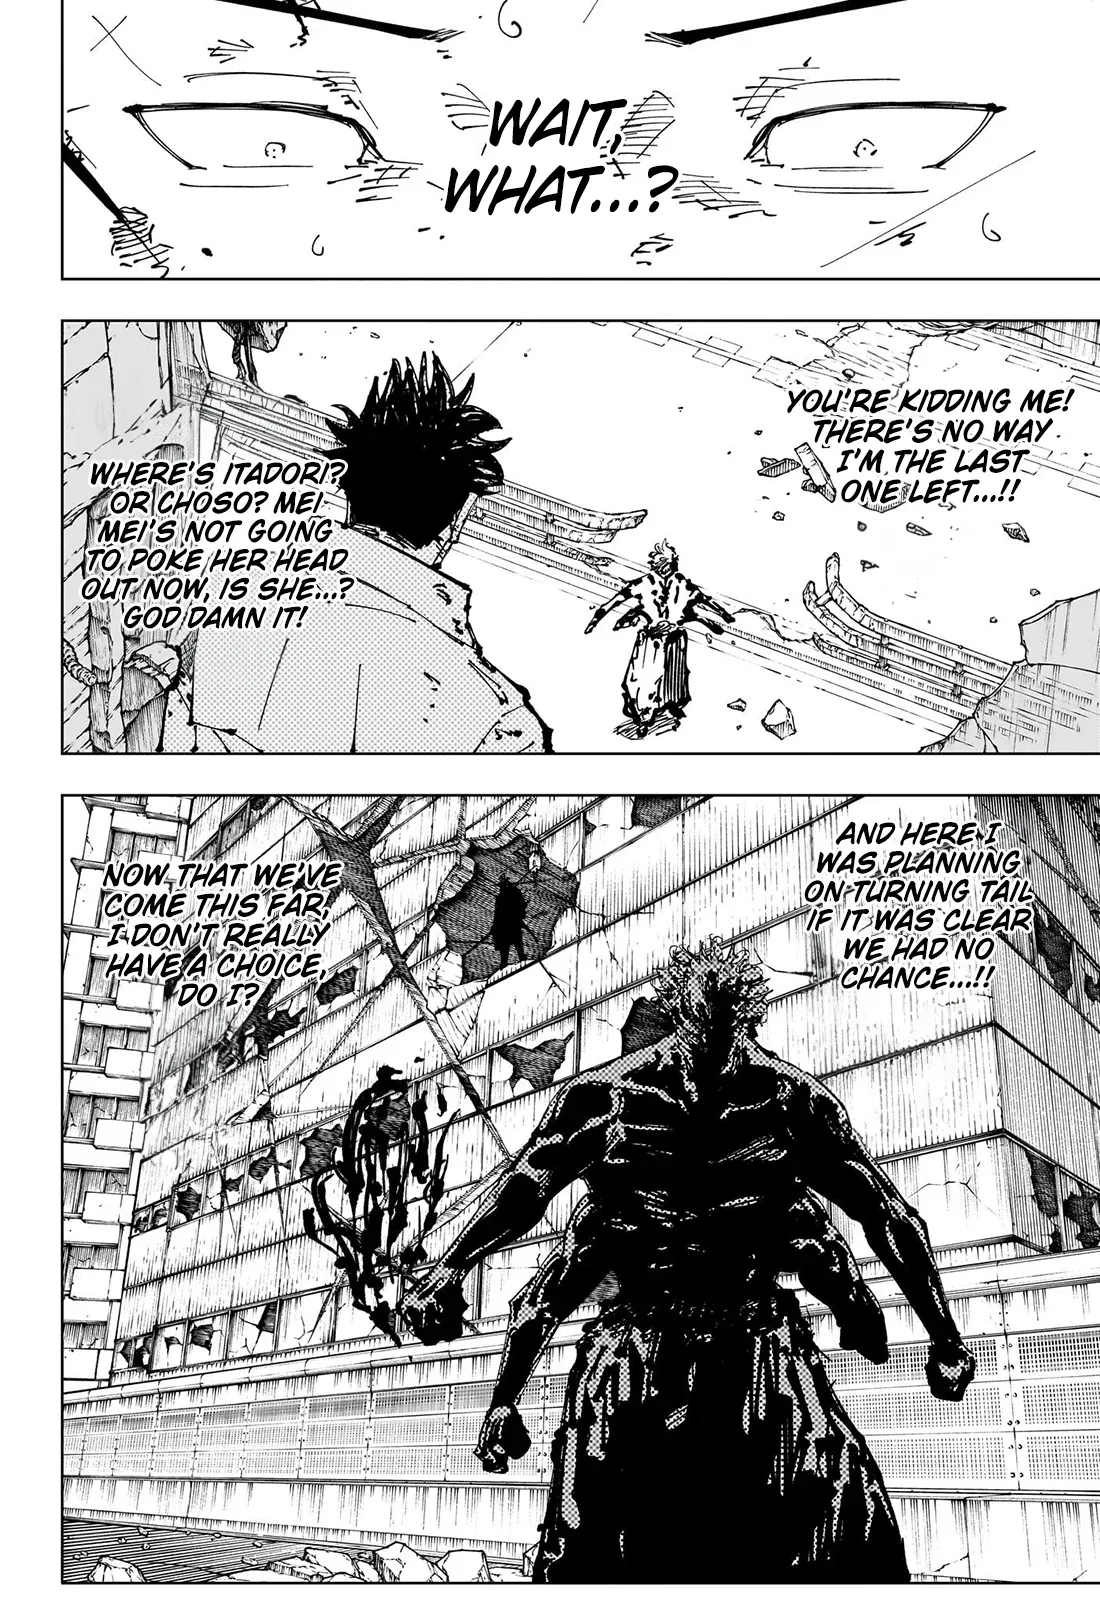 WAIT,
WHAT...?
YOU'RE KIDDING ME!
THERE'S NO WAY
I'M THE LAST
ONE LEFT...!!
WHERE'S ITADORI?
OR CHOSO? MEI
MEI'S NOT GOING
TO POKE HER HEAD
OUT NOW, IS SHE...?
GOD DAMN IT!
AND HERE I
WAS PLANNING
ON TURNING TAIL
IF IT WAS CLEAR
WE HAD NO
CHANCE...!!
NOW THAT WE'VE
COME THIS FAR,
I DON'T REALLY
HAVE A CHOICE,
DO I?